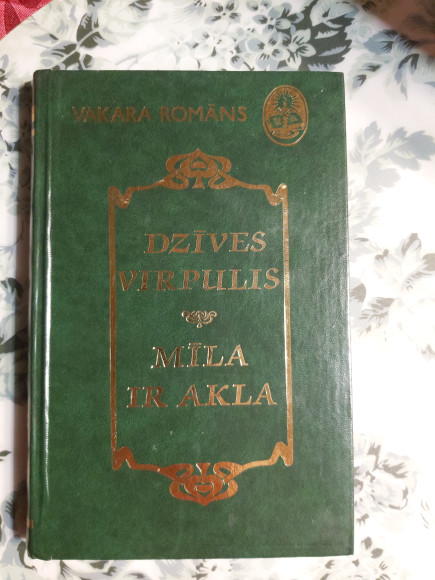 VAKARA ROMĀNS
DZĪVES
VIRPULIS
MĪLA
IR AKLA